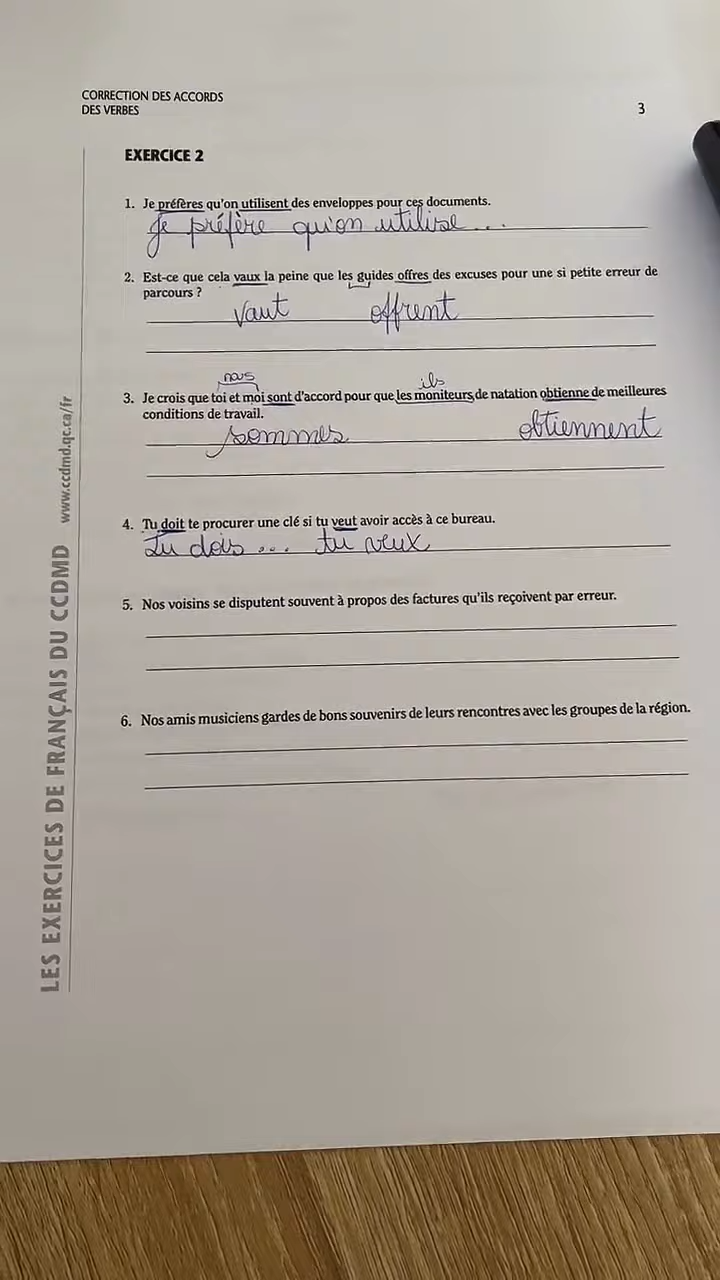 CORRECTION DES ACCORDS
DES VERBES
3
EXERCICE 2
1. Je préfères qu'on utilisent des enveloppes pour ces documents.
Je préfère qu'on utilise...
2. Est-ce que cela vaux la peine que les guides offres des excuses pour une si petite erreur de
parcours ?
vaut offrent
nous ils
3. Je crois que toi et moi sont d'accord pour que les moniteurs de natation obtienne de meilleures
conditions de travail.
sommes obtiennent
4. Tu doit te procurer une clé si tu veut avoir accès à ce bureau.
Tu dois ... tu veux
5. Nos voisins se disputent souvent à propos des factures qu'ils reçoivent par erreur.
6. Nos amis musiciens gardes de bons souvenirs de leurs rencontres avec les groupes de la région.
LES EXERCICES DE FRANÇAIS DU CCDMD www.ccdmd.qc.ca/fr